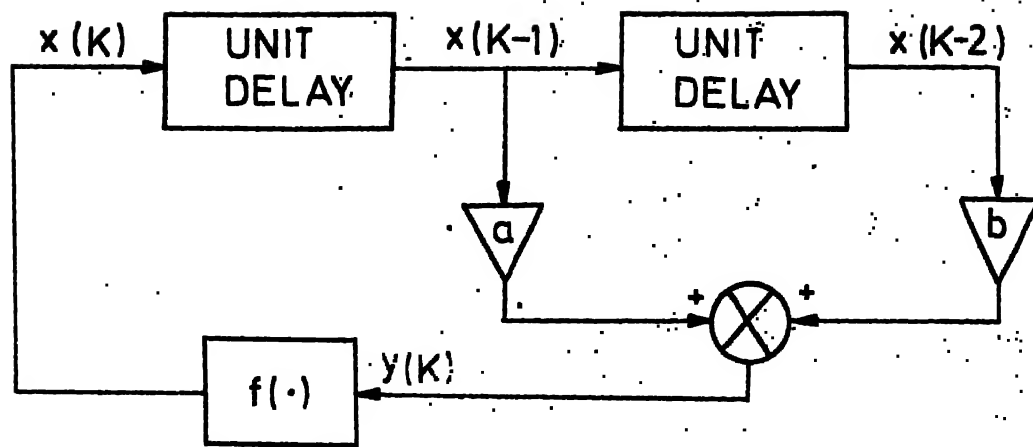 x(K)
UNIT
DELAY
x(K-1)
UNIT
DELAY
x(K-2)
a
b
+
+
f(·)
y(K)